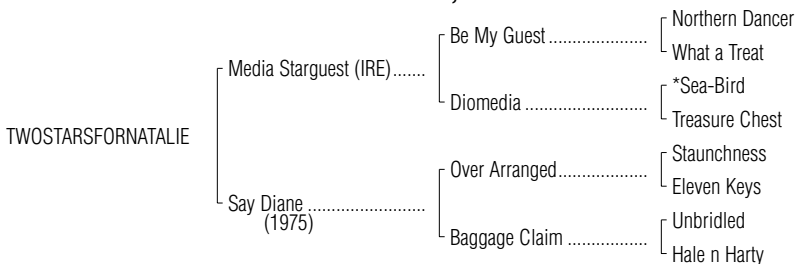 Northern Dancer
Be My Guest ....................
What a Treat
Media Starguest (IRE).......
*Sea-Bird
Diomedia .........................
Treasure Chest
TWOSTARSFORNATALIE
Staunchness
Over Arranged..................
Eleven Keys
Say Diane ........................
(1975)
Unbridled
Baggage Claim ................
Hale n Harty